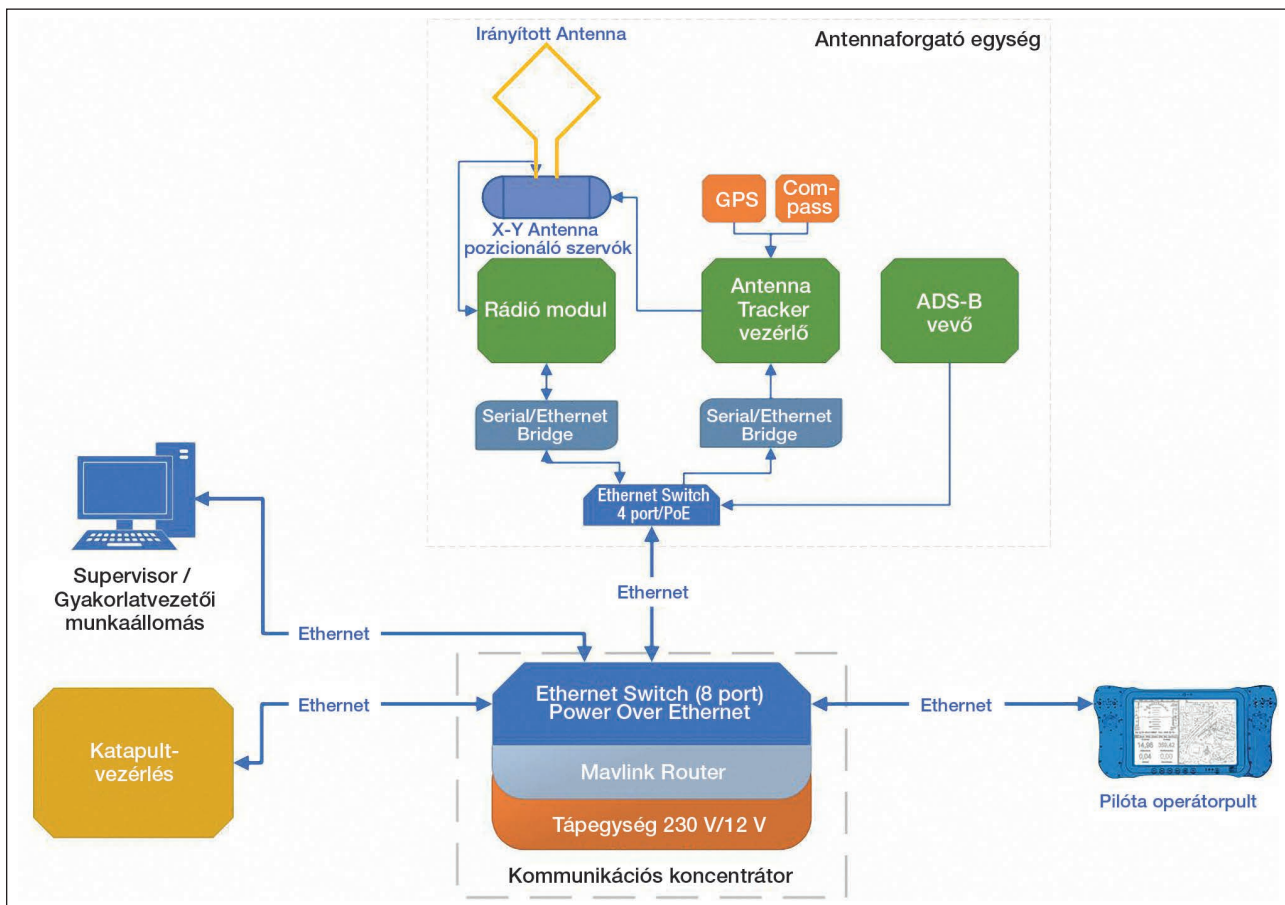 Irányított Antenna
Antennaforgató egység
X-Y Antenna
pozicionáló szervók
GPS
Com-
pass
Rádió modul
Antenna
Tracker
vezérlő
ADS-B
vevő
Serial/Ethernet
Bridge
Serial/Ethernet
Bridge
Ethernet Switch
4 port/PoE
Ethernet
Supervisor /
Gyakorlatvezetői
munkaállomás
Ethernet
Katapult-
vezérlés
Ethernet
Ethernet Switch (8 port)
Power Over Ethernet
Mavlink Router
Tápegység 230 V/12 V
Kommunikációs koncentrátor
Ethernet
Pilóta operátorpult